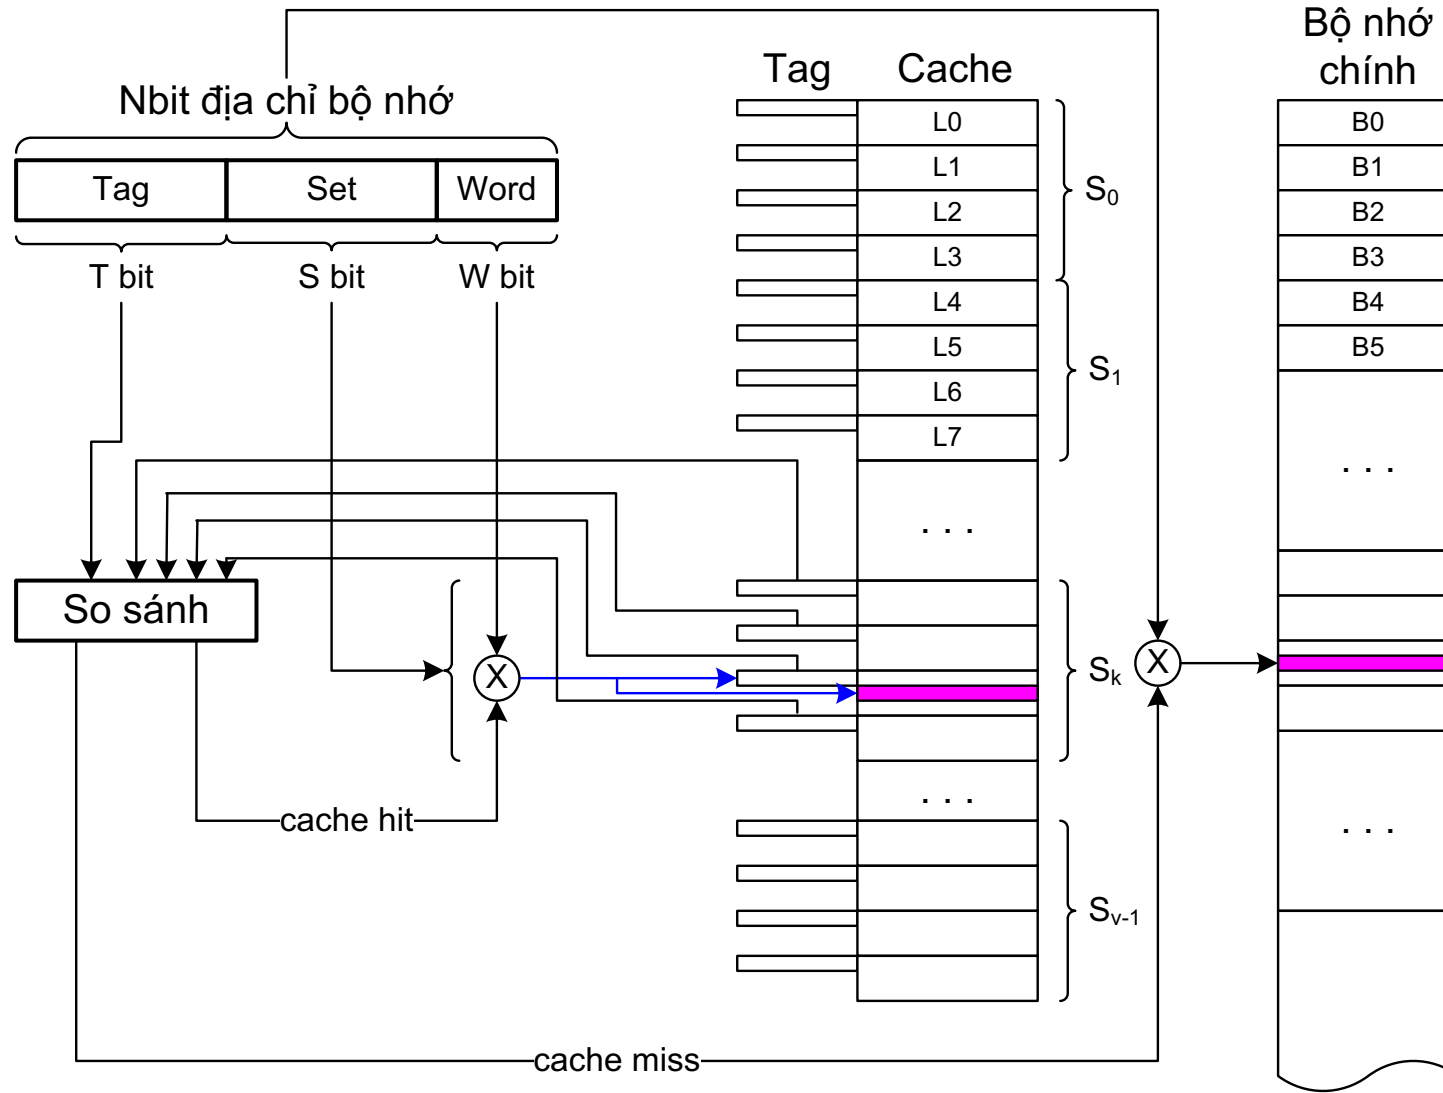 Nbit địa chỉ bộ nhớ
Tag Set Word
T bit S bit W bit
So sánh
X
cache hit
cache miss
Tag Cache
L0
L1
L2
L3
S0
L4
L5
L6
L7
S1
. . .
Sk
. . .
Sv-1
X
Bộ nhớ
chính
B0
B1
B2
B3
B4
B5
. . .
. . .